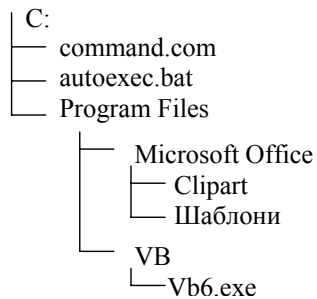 C:
command.com
autoexec.bat
Program Files
Microsoft Office
Clipart
Шаблони
VB
Vb6.exe